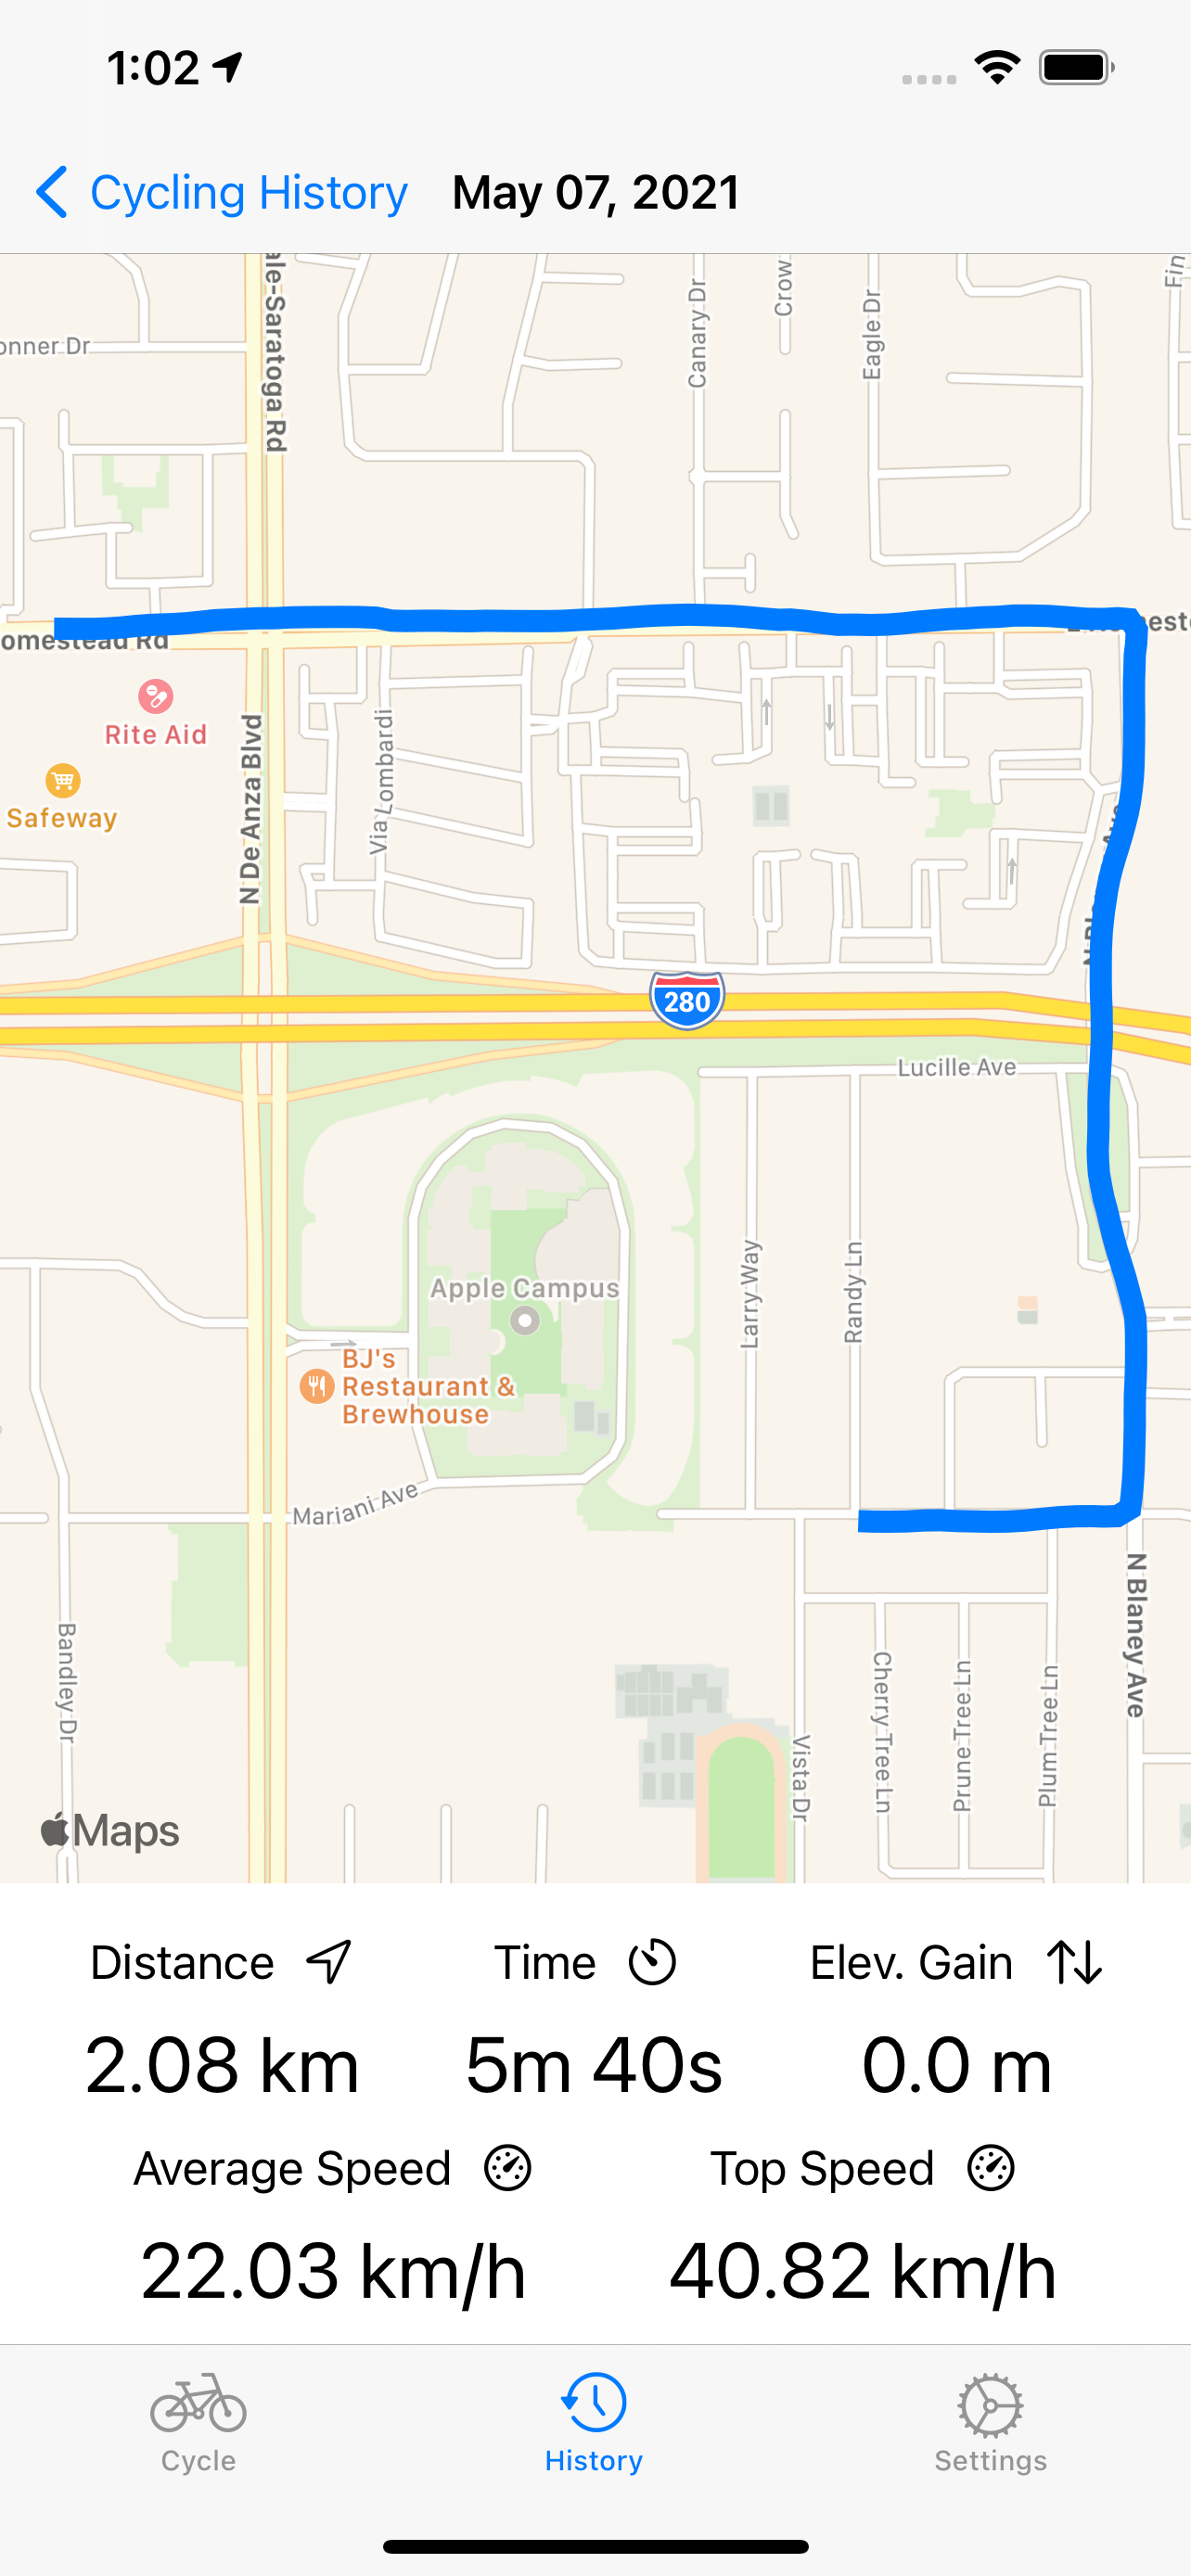 1:02
Cycling History
May 07, 2021
ale-Saratoga Rd
Canary Dr
Crow
Eagle Dr
Fin
onner Dr
omestead Rd
Rite Aid
Safeway
N De Anza Blvd
Via Lombardi
280
Lucille Ave
Apple Campus
Larry Way
Randy Ln
BJ's
Restaurant &
Brewhouse
Mariani Ave
Bandley Dr
N Blaney Ave
Cherry Tree Ln
Prune Tree Ln
Plum Tree Ln
Vista Dr
Maps
Distance
Time
Elev. Gain
2.08 km
5m 40s
0.0 m
Average Speed
Top Speed
22.03 km/h
40.82 km/h
Cycle
History
Settings